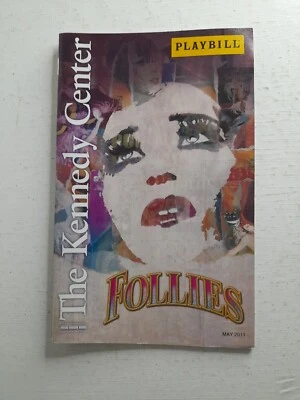 PLAYBILL
The Kennedy Center
FOLLIES
MAY 2011